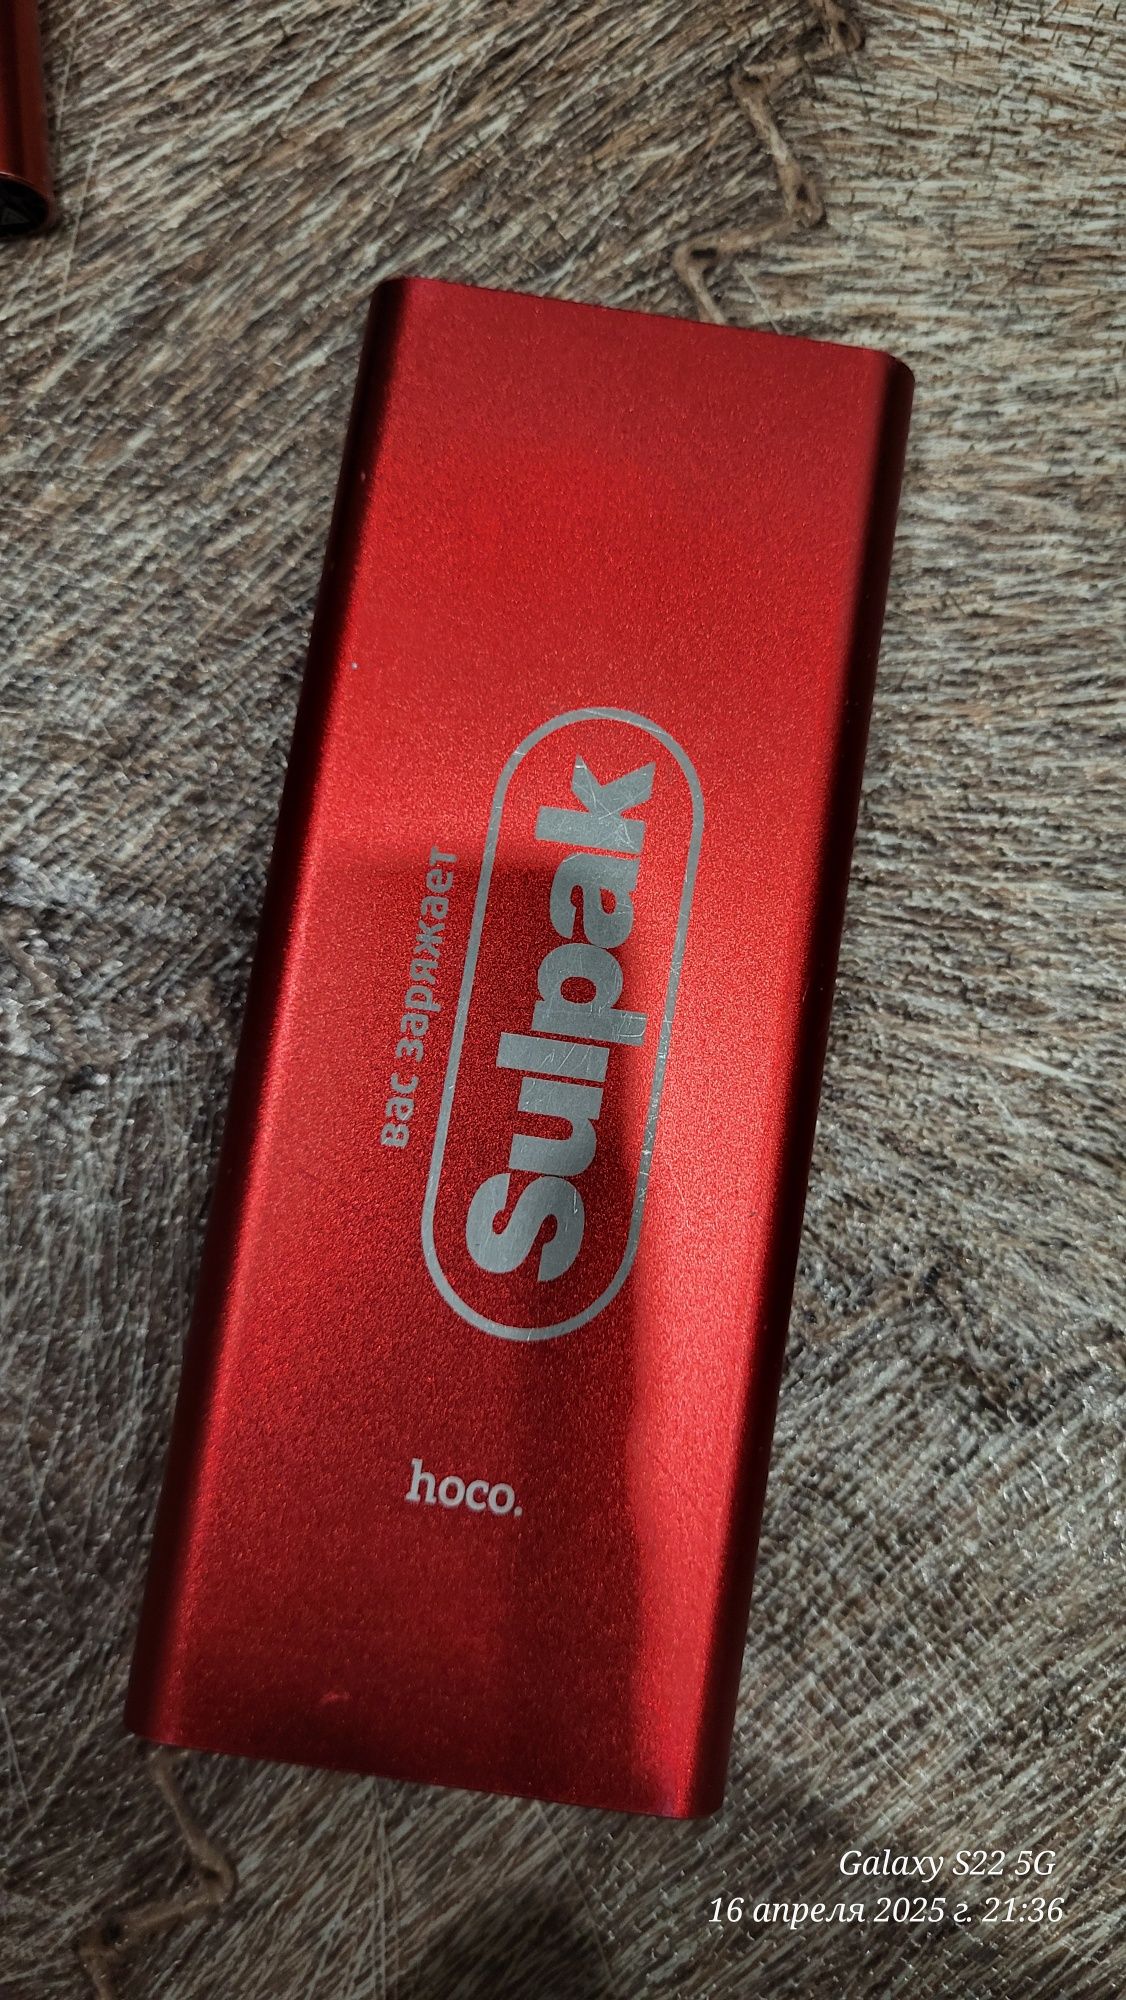 вас заряжает
sulpak
hoco.
Galaxy S22 5G
16 апреля 2025 г. 21:36